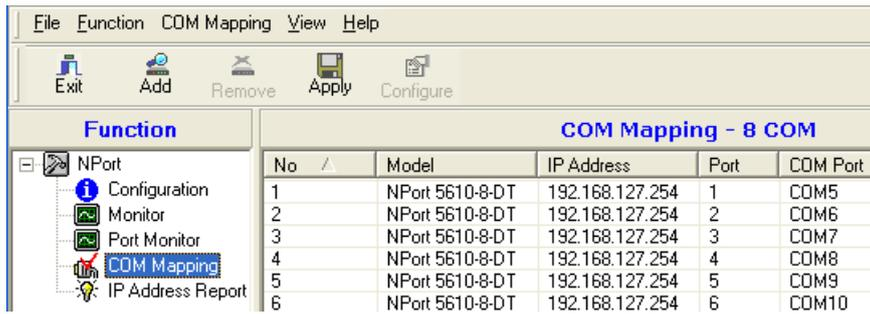 File Function COM Mapping View Help
Exit Add Remove Apply Configure
Function
COM Mapping - 8 COM
NPort
Configuration
Monitor
Port Monitor
COM Mapping
IP Address Report
No Model IP Address Port COM Port
1 NPort 5610-8-DT 192.168.127.254 1 COM5
2 NPort 5610-8-DT 192.168.127.254 2 COM6
3 NPort 5610-8-DT 192.168.127.254 3 COM7
4 NPort 5610-8-DT 192.168.127.254 4 COM8
5 NPort 5610-8-DT 192.168.127.254 5 COM9
6 NPort 5610-8-DT 192.168.127.254 6 COM10